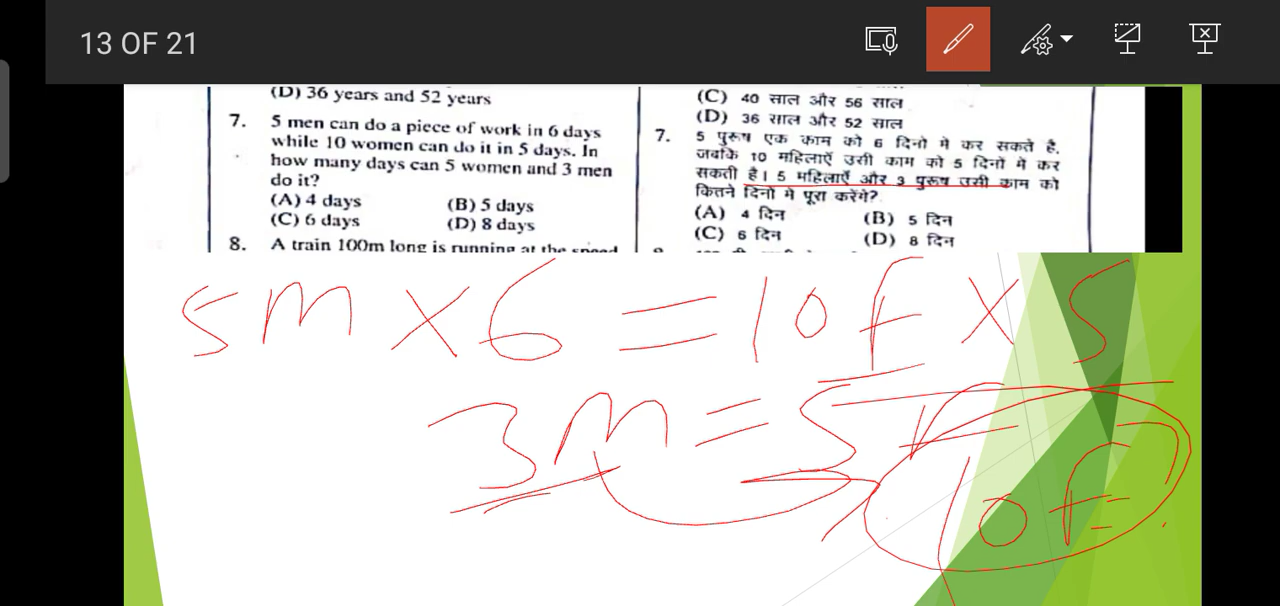 13 OF 21
(D) 36 years and 52 years
7. 5 men can do a piece of work in 6 days
while 10 women can do it in 5 days. In
how many days can 5 women and 3 men
do it?
(A) 4 days (B) 5 days
(C) 6 days (D) 8 days
8. A train 100m long is running at the speed
(C) 40 साल और 56 साल
(D) 36 साल और 52 साल
7. 5 पुरूष एक काम को 6 दिनो मे कर सकते है.
जबकि 10 महिलाएँ उसी काम को 5 दिनों में कर
सकती है। 5 महिलाएँ और 3 पुरूष उसी काम को
कितने दिनो मे पूरा करेंगे?
(A) 4 दिन (B) 5 दिन
(C) 6 दिन (D) 8 दिन
5m × 6 = 10f × 5
3m = 5f
10f